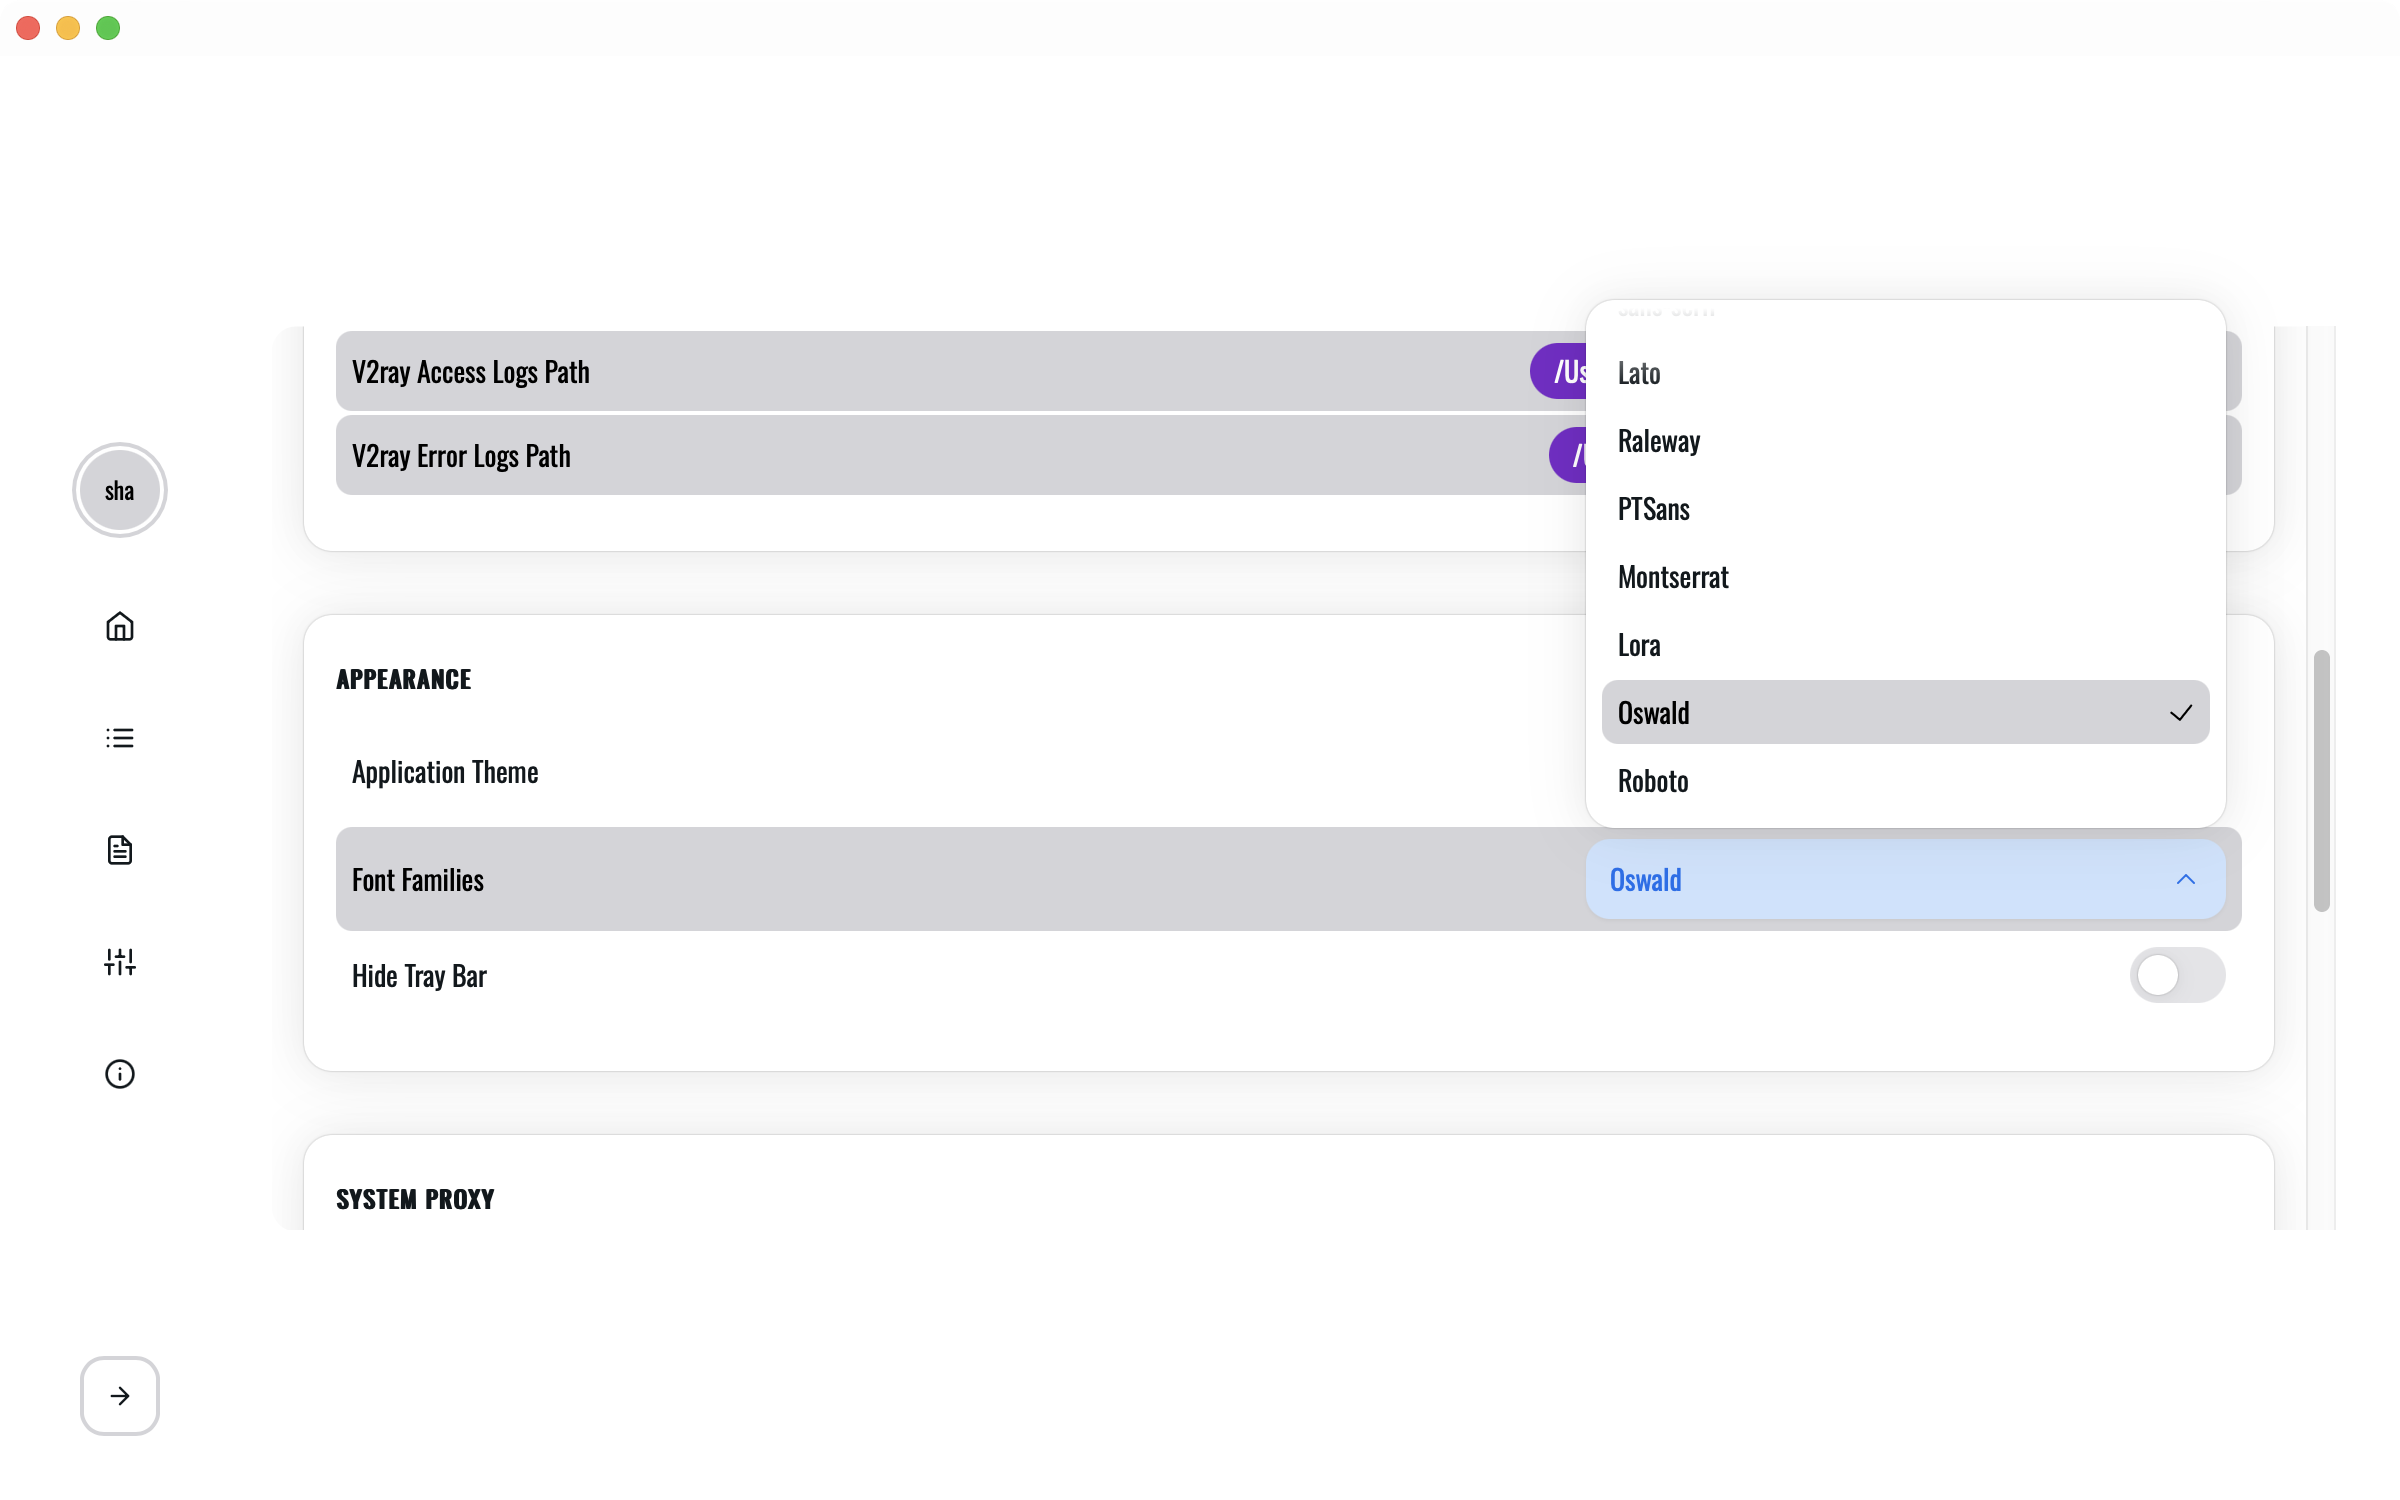 sha
V2ray Access Logs Path
/Us
V2ray Error Logs Path
APPEARANCE
Application Theme
Font Families
Oswald
Hide Tray Bar
SYSTEM PROXY
Lato
Raleway
PTSans
Montserrat
Lora
Oswald
Roboto